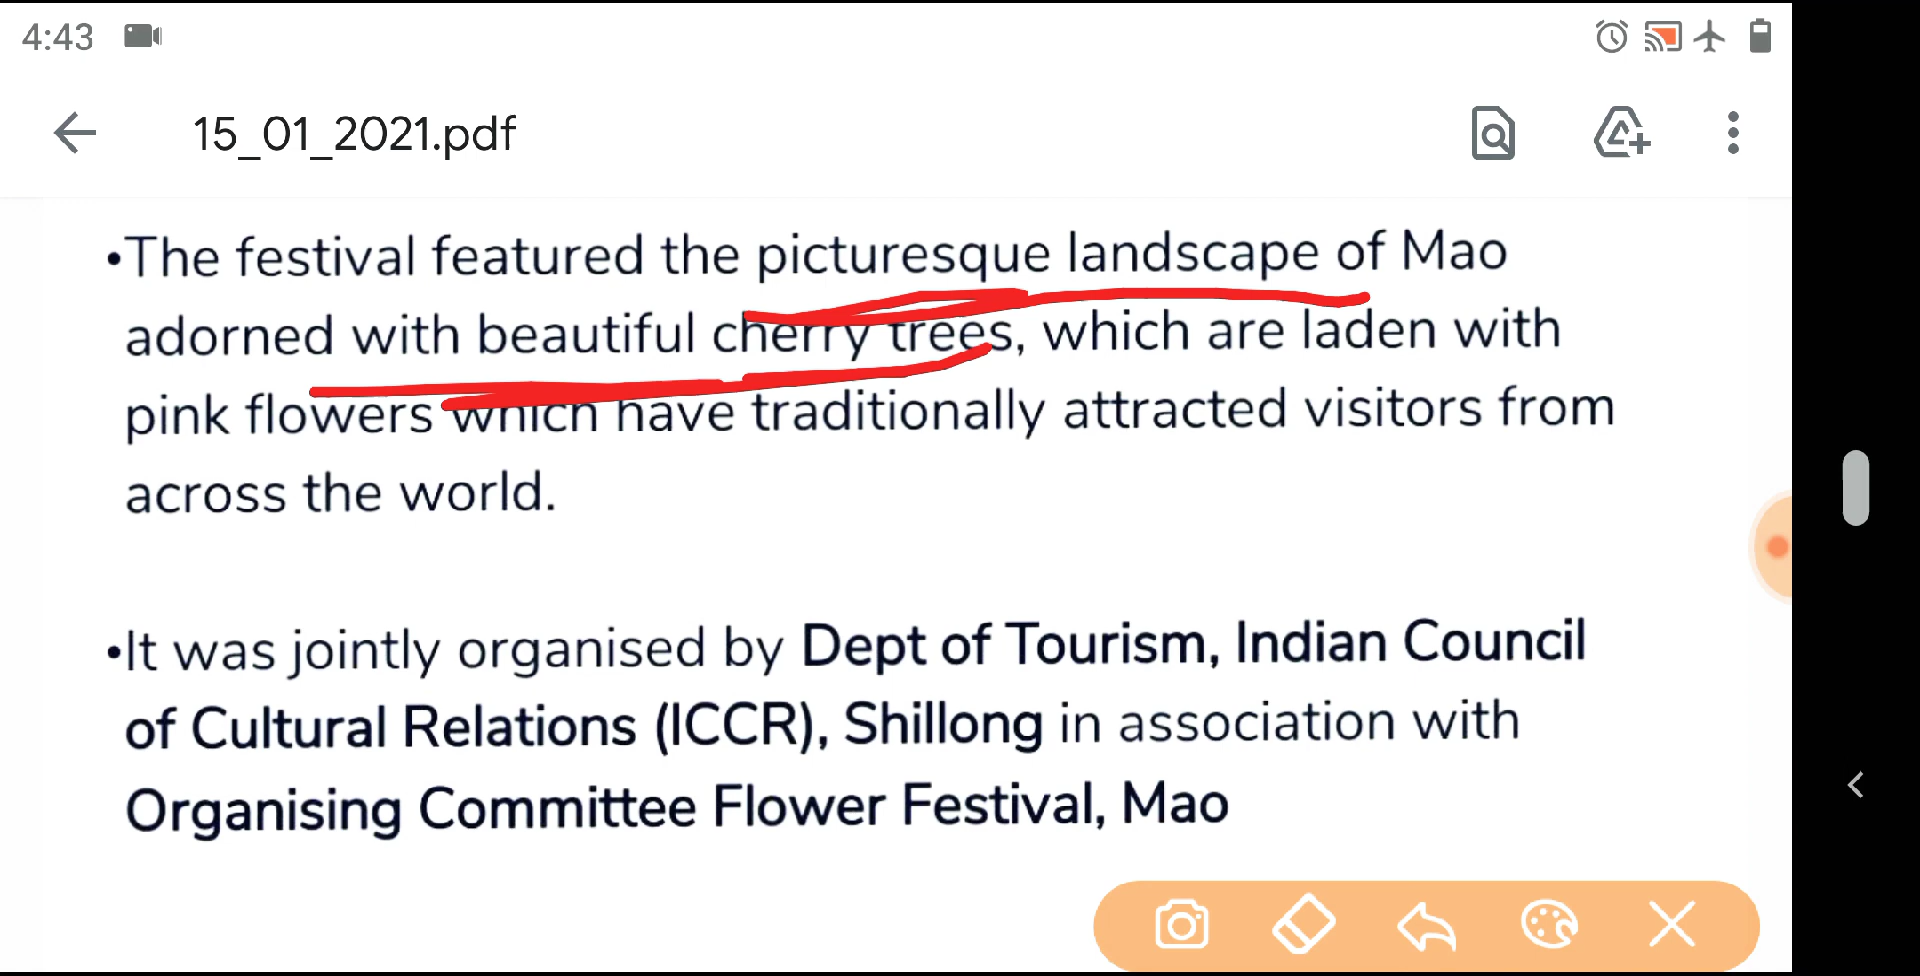 4:43
15_01_2021.pdf
•The festival featured the picturesque landscape of Mao
adorned with beautiful cherry trees, which are laden with
pink flowers which have traditionally attracted visitors from
across the world.
•It was jointly organised by Dept of Tourism, Indian Council
of Cultural Relations (ICCR), Shillong in association with
Organising Committee Flower Festival, Mao